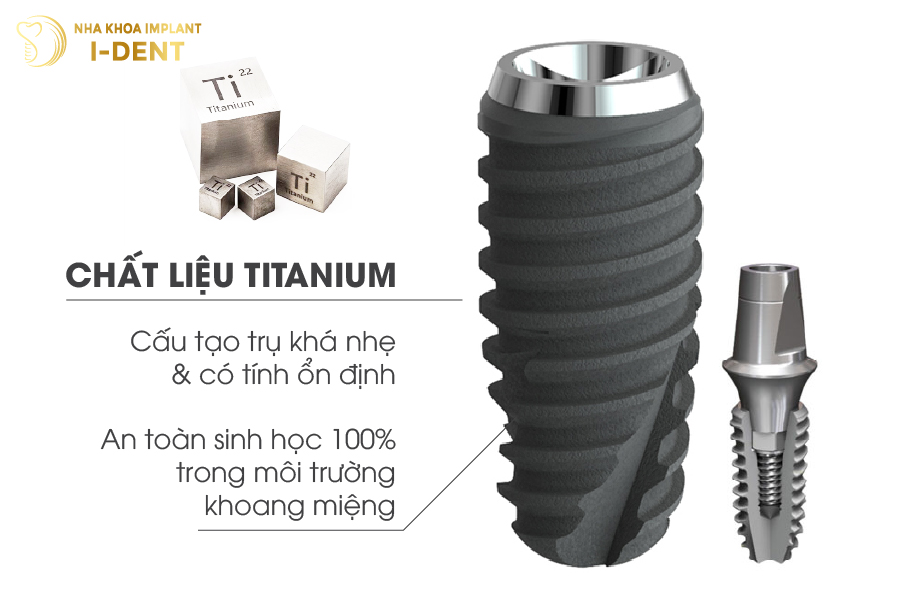 NHA KHOA IMPLANT
I-DENT
Ti 22
Titanium
Ti 22
Titanium
Ti
Ti
CHẤT LIỆU TITANIUM
Cấu tạo trụ khá nhẹ
& có tính ổn định
An toàn sinh học 100%
trong môi trường
khoang miệng